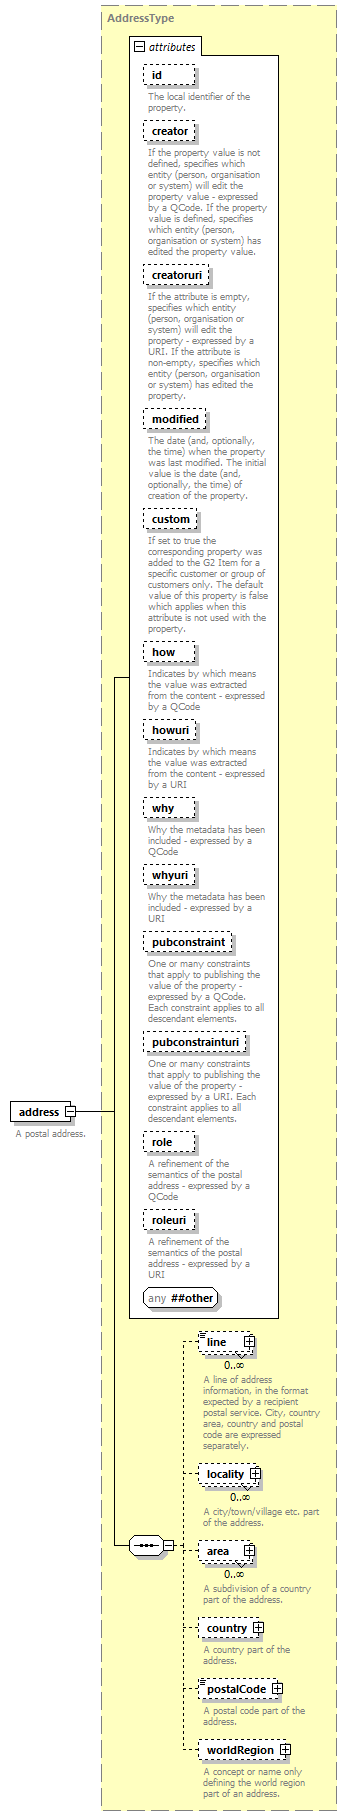 AddressType
attributes
id
The local identifier of the
property.
creator
If the property value is not
defined, specifies which
entity (person, organisation
or system) will edit the
property value - expressed
by a QCode. If the property
value is defined, specifies
which entity (person,
organisation or system) has
edited the property value.
creatoruri
If the attribute is empty,
specifies which entity
(person, organisation or
system) will edit the
property - expressed by a
URI. If the attribute is
non-empty, specifies which
entity (person, organisation
or system) has edited the
property.
modified
The date (and, optionally,
the time) when the property
was last modified. The initial
value is the date (and,
optionally, the time) of
creation of the property.
custom
If set to true the
corresponding property was
added to the G2 Item for a
specific customer or group of
customers only. The default
value of this property is false
which applies when this
attribute is not used with the
property.
how
Indicates by which means
the value was extracted
from the content - expressed
by a QCode
howuri
Indicates by which means
the value was extracted
from the content - expressed
by a URI
why
Why the metadata has been
included - expressed by a
QCode
whyuri
Why the metadata has been
included - expressed by a
URI
pubconstraint
One or many constraints
that apply to publishing the
value of the property -
expressed by a QCode.
Each constraint applies to all
descendant elements.
pubconstrainturi
One or many constraints
that apply to publishing the
value of the property -
expressed by a URI. Each
constraint applies to all
descendant elements.
address
A postal address.
role
A refinement of the
semantics of the postal
address - expressed by a
QCode
roleuri
A refinement of the
semantics of the postal
address - expressed by a
URI
any ##other
line
0..∞
A line of address
information, in the format
expected by a recipient
postal service. City, country
area, country and postal
code are expressed
separately.
locality
0..∞
A city/town/village etc. part
of the address.
area
0..∞
A subdivision of a country
part of the address.
country
A country part of the
address.
postalCode
A postal code part of the
address.
worldRegion
A concept or name only
defining the world region
part of an address.